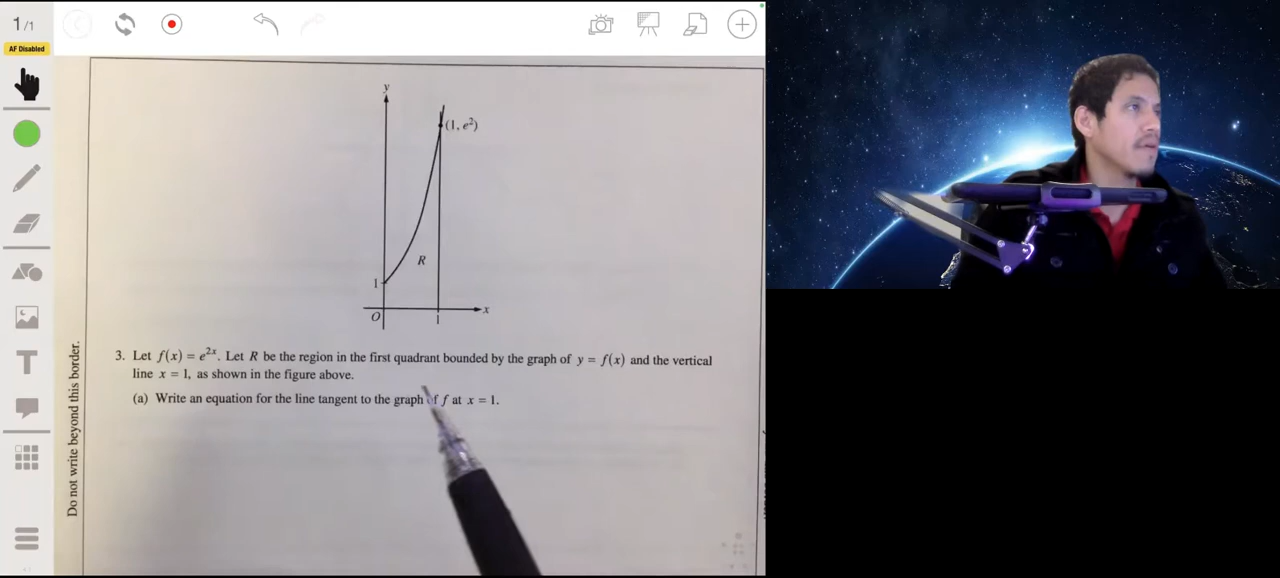 1/1
AF Disabled
T
y
(1, e²)
R
1
O
1
x
3. Let f(x) = e²ˣ. Let R be the region in the first quadrant bounded by the graph of y = f(x) and the vertical
line x = 1, as shown in the figure above.
(a) Write an equation for the line tangent to the graph of f at x = 1.
Do not write beyond this border.